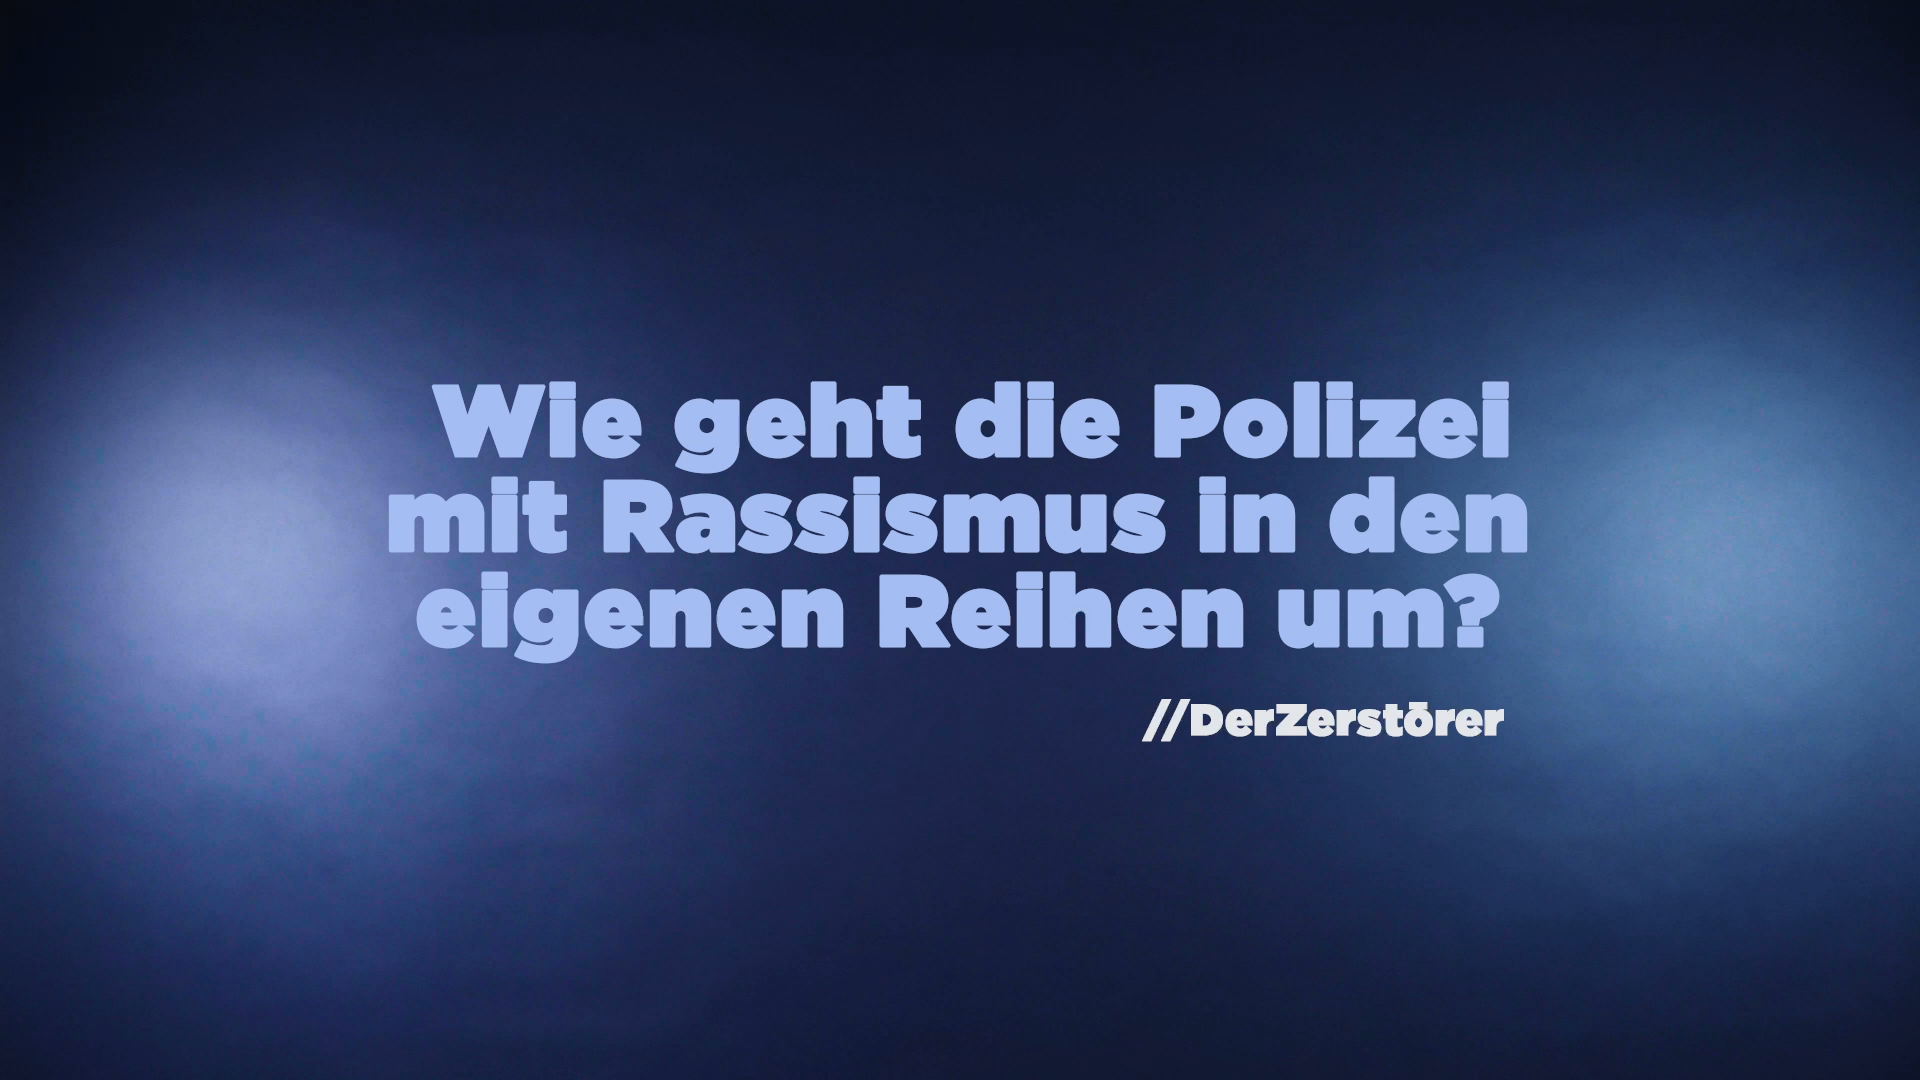 Wie geht die Polizei
mit Rassismus in den
eigenen Reihen um?
//DerZerstörer